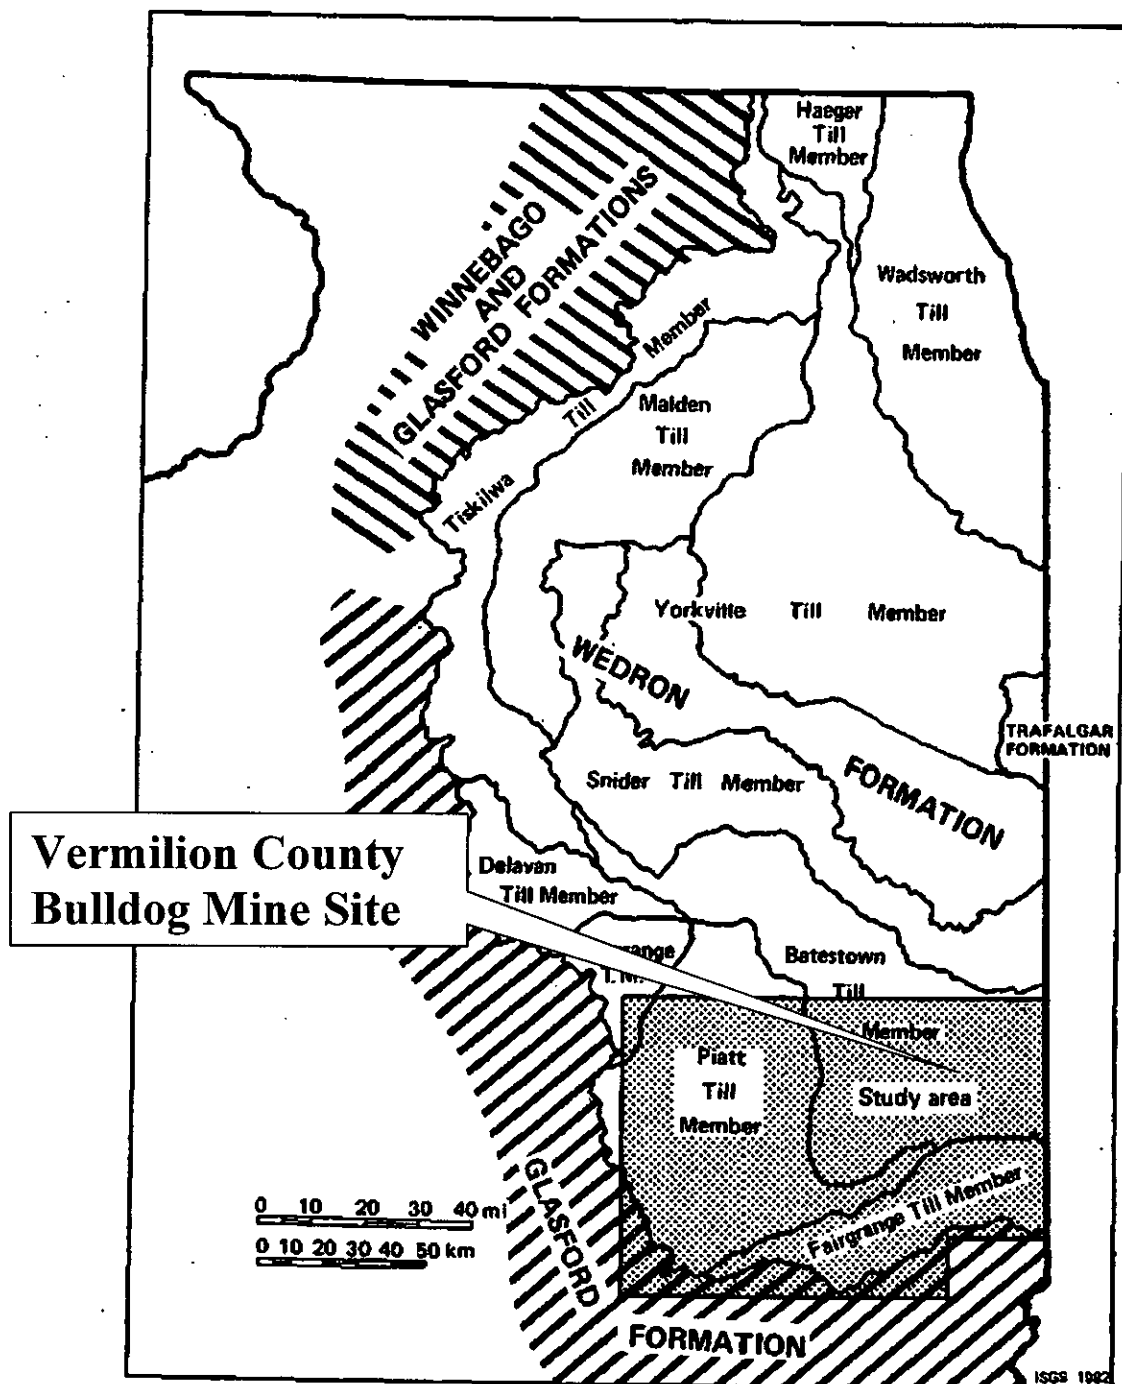 Haeger
Till
Member
WINNEBAGO
AND
GLASFORD FORMATIONS
Wadsworth
Till
Member
Tiskilwa Till Member
Malden
Till
Member
Yorkville Till Member
WEDRON FORMATION
TRAFALGAR
FORMATION
Snider Till Member
Vermilion County
Bulldog Mine Site
Delavan
Till Member
Batestown
Till
Member
Piatt
Till
Member
Study area
Fairgrange Till Member
GLASFORD
FORMATION
0 10 20 30 40 mi
0 10 20 30 40 50 km
ISGS 1982